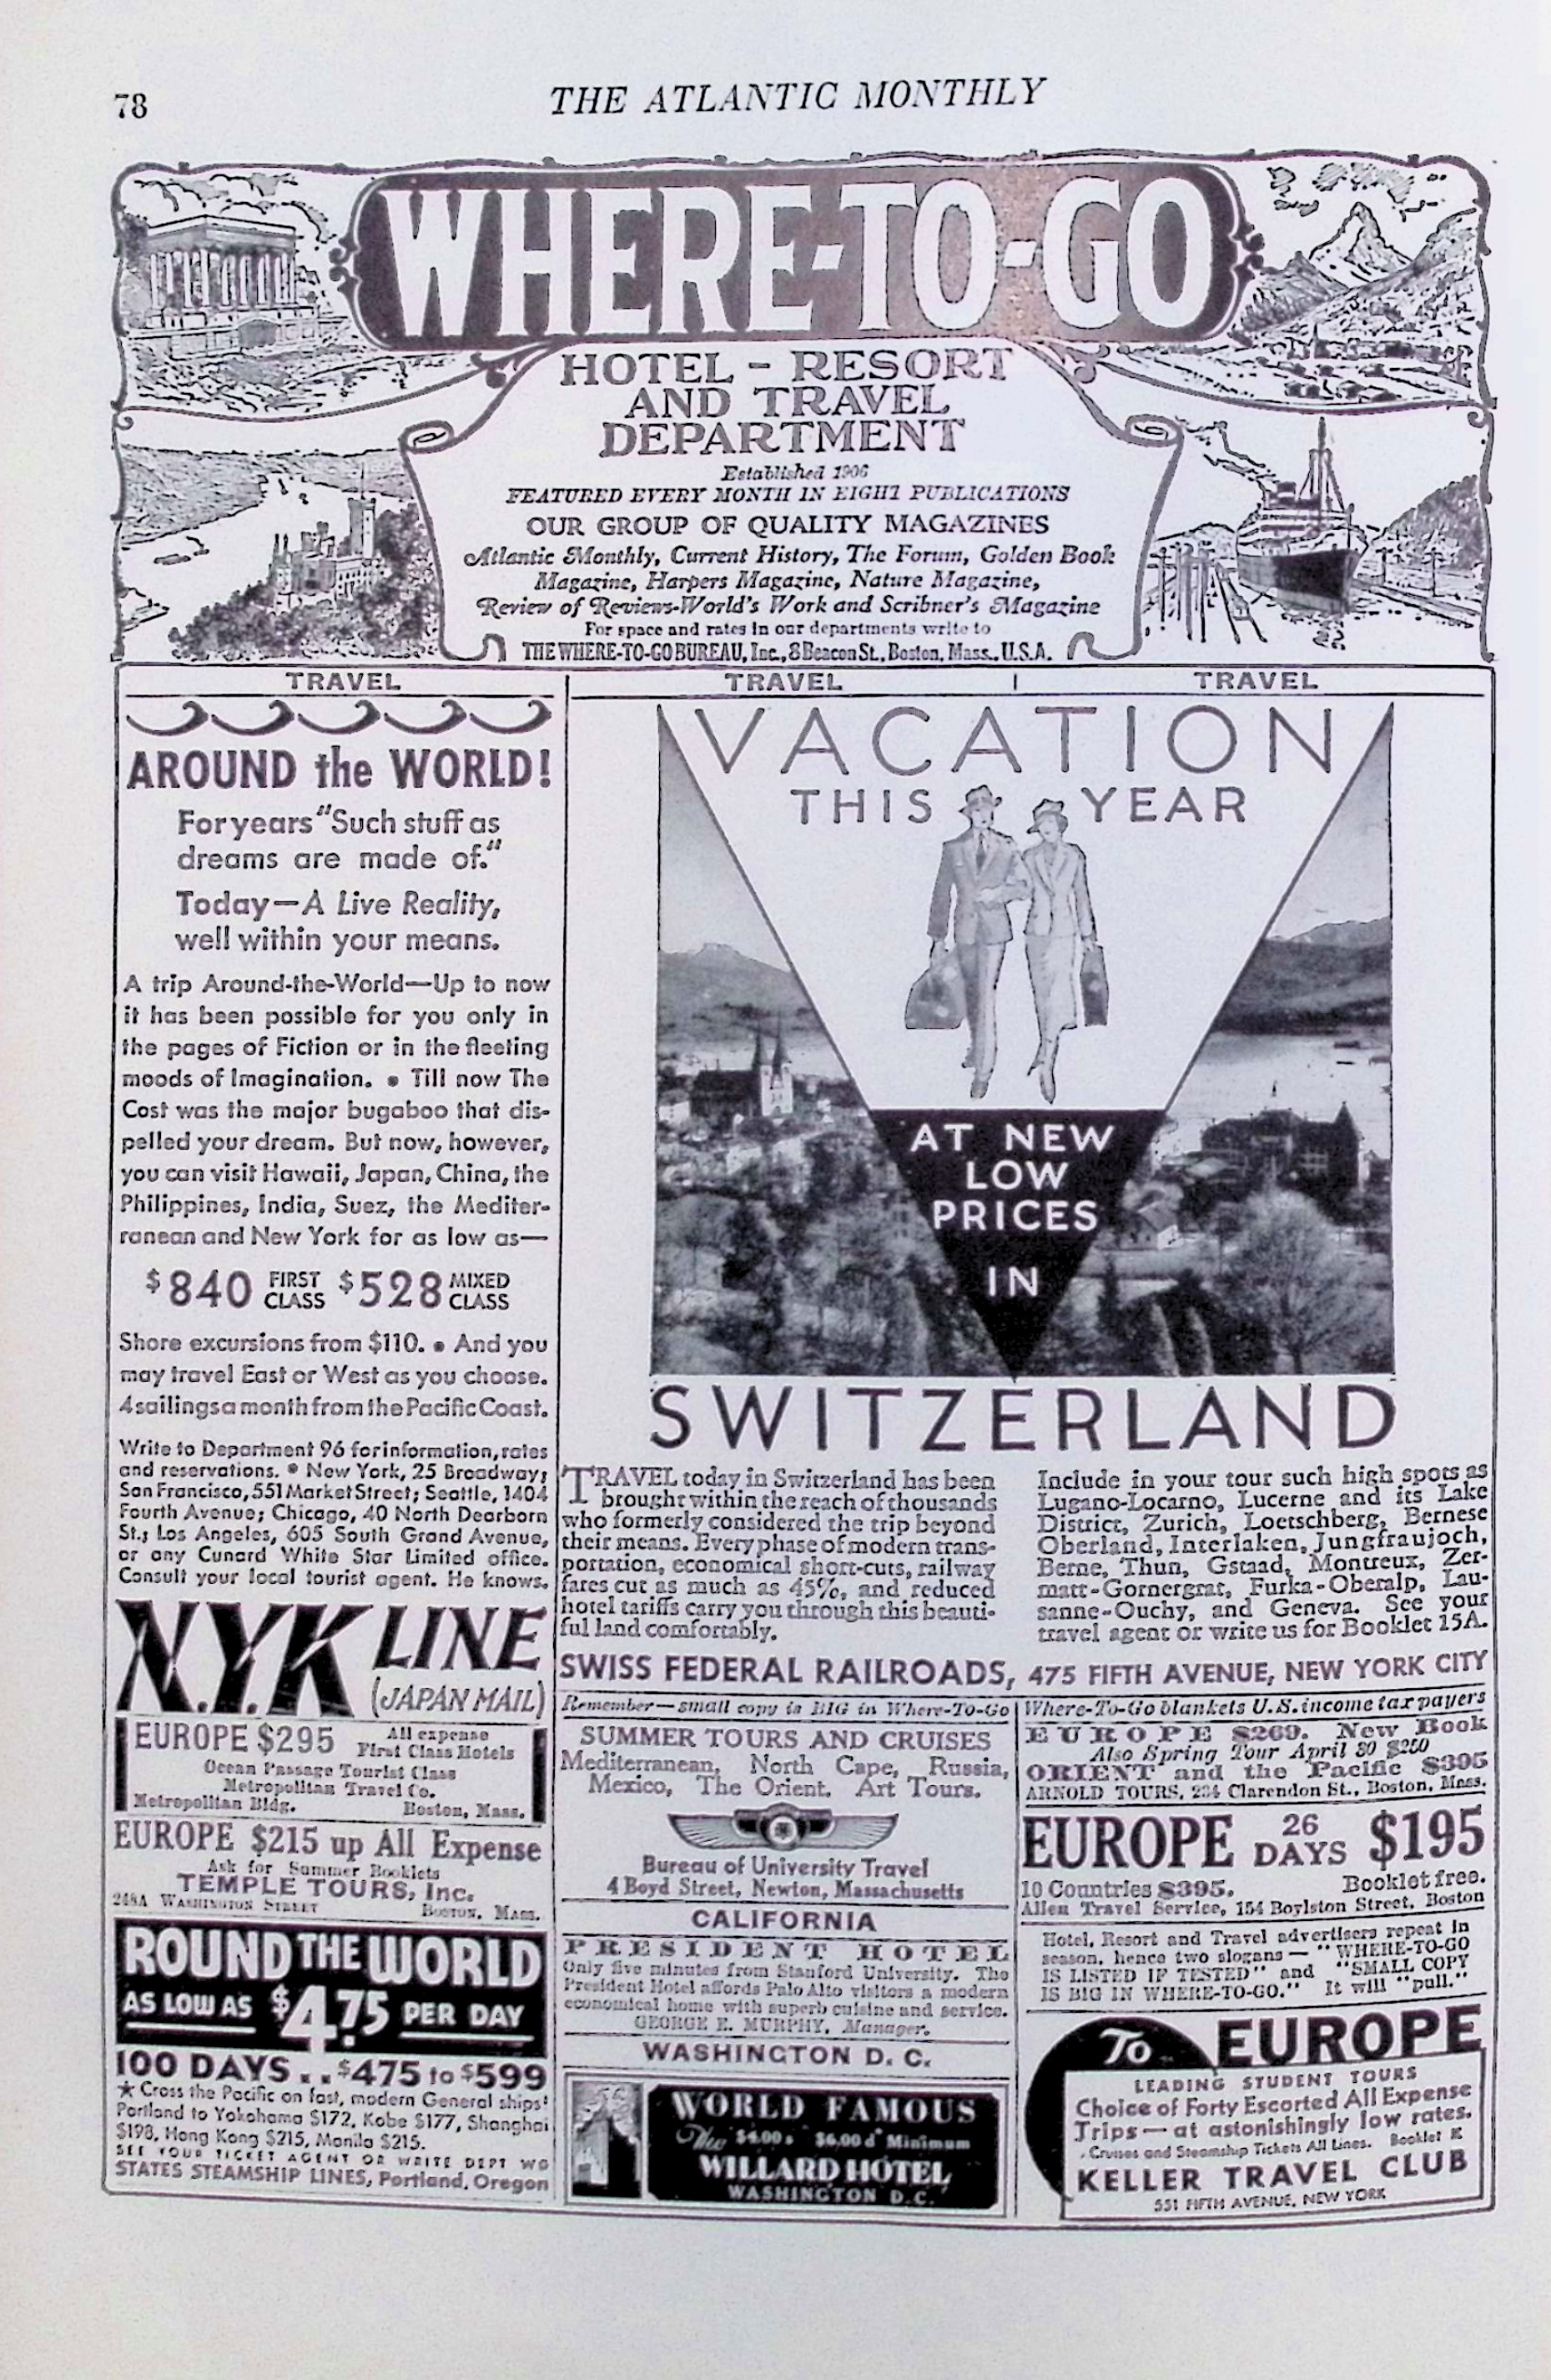 78
THE ATLANTIC MONTHLY
WHERE-TO-GO
HOTEL - RESORT
AND TRAVEL
DEPARTMENT
Established 1906
FEATURED EVERY MONTH IN EIGHT PUBLICATIONS
OUR GROUP OF QUALITY MAGAZINES
Atlantic Monthly, Current History, The Forum, Golden Book
Magazine, Harpers Magazine, Nature Magazine,
Review of Reviews-World's Work and Scribner's Magazine
For space and rates in our departments write to
THE WHERE-TO-GO BUREAU, Inc., 8 Beacon St., Boston, Mass., U.S.A.
TRAVEL
AROUND the WORLD!
For years "Such stuff as
dreams are made of."
Today—A Live Reality,
well within your means.
A trip Around-the-World—Up to now
it has been possible for you only in
the pages of Fiction or in the fleeting
moods of Imagination. • Till now The
Cost was the major bugaboo that dis-
pelled your dream. But now, however,
you can visit Hawaii, Japan, China, the
Philippines, India, Suez, the Mediter-
ranean and New York for as low as—
$840 FIRST CLASS $528 MIXED CLASS
Shore excursions from $110. • And you
may travel East or West as you choose.
4 sailings a month from the Pacific Coast.
Write to Department 96 for information, rates
and reservations. • New York, 25 Broadway;
San Francisco, 551 Market Street; Seattle, 1404
Fourth Avenue; Chicago, 40 North Dearborn
St.; Los Angeles, 605 South Grand Avenue,
or any Cunard White Star Limited office.
Consult your local tourist agent. He knows.
N.Y.K. LINE
(JAPAN MAIL)
EUROPE $295 All expense
First Class Hotels
Ocean Passage Tourist Class
Metropolitan Travel Co.
Metropolitan Bldg. Boston, Mass.
EUROPE $215 up All Expense
Ask for Summer Booklets
TEMPLE TOURS, Inc.
248A WASHINGTON STREET BOSTON, MASS.
ROUND THE WORLD
AS LOW AS $4.75 PER DAY
100 DAYS . . $475 to $599
★ Cross the Pacific on fast, modern General ships!
Portland to Yokohama $172, Kobe $177, Shanghai
$198, Hong Kong $215, Manila $215.
SEE YOUR TICKET AGENT OR WRITE DEPT WG
STATES STEAMSHIP LINES, Portland, Oregon
TRAVEL TRAVEL
VACATION
THIS YEAR
AT NEW
LOW
PRICES
IN
SWITZERLAND
TRAVEL today in Switzerland has been
brought within the reach of thousands
who formerly considered the trip beyond
their means. Every phase of modern trans-
portation, economical short-cuts, railway
fares cut as much as 45%, and reduced
hotel tariffs carry you through this beauti-
ful land comfortably.
Include in your tour such high spots as
Lugano-Locarno, Lucerne and its Lake
District, Zurich, Loetschberg, Bernese
Oberland, Interlaken, Jungfraujoch,
Berne, Thun, Gstaad, Montreux, Zer-
matt-Gornergrat, Furka-Oberalp, Lau-
sanne-Ouchy, and Geneva. See your
travel agent or write us for Booklet 15A.
SWISS FEDERAL RAILROADS, 475 FIFTH AVENUE, NEW YORK CITY
Remember—small copy is BIG in Where-To-Go
SUMMER TOURS AND CRUISES
Mediterranean, North Cape, Russia,
Mexico, The Orient. Art Tours.
Bureau of University Travel
4 Boyd Street, Newton, Massachusetts
CALIFORNIA
PRESIDENT HOTEL
Only five minutes from Stanford University. The
President Hotel affords Palo Alto visitors a modern
economical home with superb cuisine and service.
GEORGE E. MURPHY, Manager.
WASHINGTON D. C.
WORLD FAMOUS
The $4.00s $6.00d Minimum
WILLARD HOTEL
WASHINGTON D.C.
Where-To-Go blankets U.S. income tax payers
EUROPE $269. New Book
Also Spring Tour April 30 $250
ORIENT and the Pacific $395
ARNOLD TOURS, 234 Clarendon St., Boston, Mass.
EUROPE 26 DAYS $195
10 Countries $395. Booklet free.
Allen Travel Service, 154 Boylston Street, Boston
Hotel, Resort and Travel advertisers repeat in
season, hence two slogans — "WHERE-TO-GO
IS LISTED IF TESTED" and "SMALL COPY
IS BIG IN WHERE-TO-GO." It will "pull."
To EUROPE
LEADING STUDENT TOURS
Choice of Forty Escorted All Expense
Trips — at astonishingly low rates.
Cruises and Steamship Tickets All Lines. Booklet K
KELLER TRAVEL CLUB
551 FIFTH AVENUE, NEW YORK